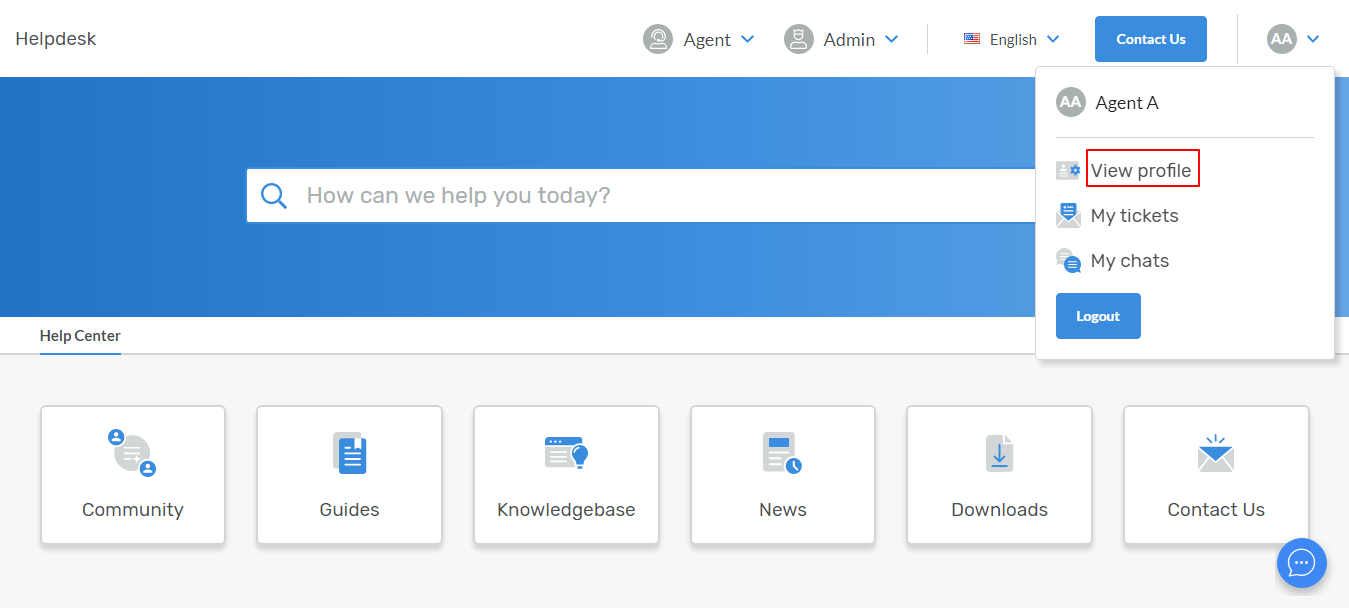 Helpdesk
Agent
Admin
English
Contact Us
AA
AA Agent A
How can we help you today?
View profile
My tickets
My chats
Logout
Help Center
Community
Guides
Knowledgebase
News
Downloads
Contact Us